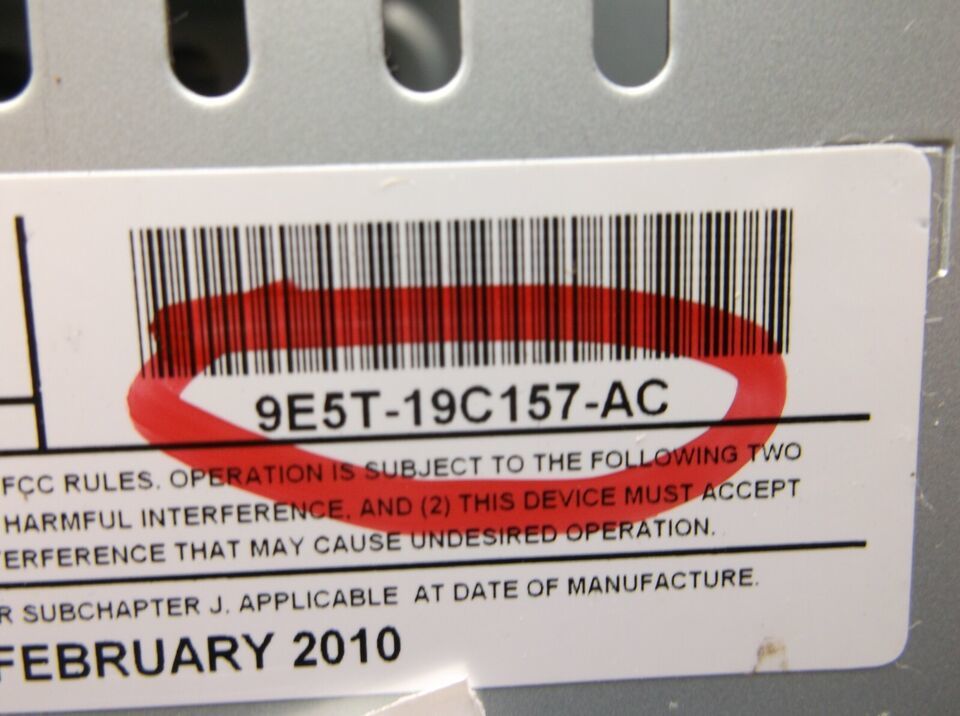 9E5T-19C157-AC
FCC RULES. OPERATION IS SUBJECT TO THE FOLLOWING TWO
HARMFUL INTERFERENCE, AND (2) THIS DEVICE MUST ACCEPT
ERFERENCE THAT MAY CAUSE UNDESIRED OPERATION.
R SUBCHAPTER J. APPLICABLE AT DATE OF MANUFACTURE.
FEBRUARY 2010